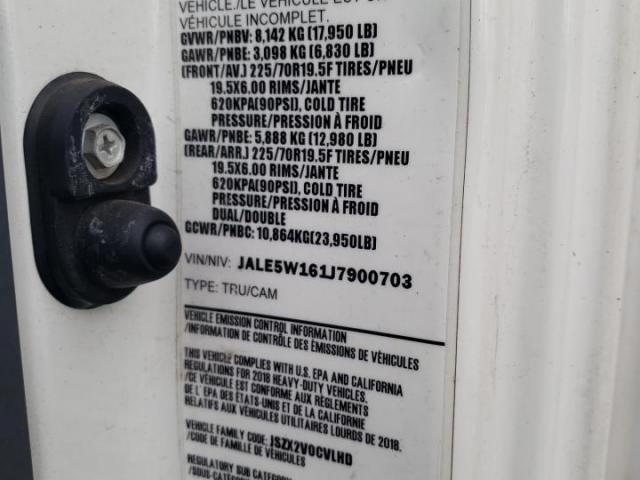 VEHICLE./LE VÉHICULE EST UN
VÉHICULE INCOMPLET.
GVWR/PNBV: 8,142 KG (17,950 LB)
GAWR/PNBE: 3,098 KG (6,830 LB)
(FRONT/AV.) 225/70R19.5F TIRES/PNEU
19.5X6.00 RIMS/JANTE
620KPA(90PSI), COLD TIRE
PRESSURE/PRESSION À FROID
GAWR/PNBE: 5,888 KG (12,980 LB)
(REAR/ARR.) 225/70R19.5F TIRES/PNEU
19.5X6.00 RIMS/JANTE
620KPA(90PSI), COLD TIRE
PRESSURE/PRESSION À FROID
DUAL/DOUBLE
GCWR/PNBC: 10,864KG(23,950LB)
VIN/NIV: JALE5W161J7900703
TYPE: TRU/CAM
VEHICLE EMISSION CONTROL INFORMATION
/INFORMATION DE CONTRÔLE DES ÉMISSIONS DE VÉHICULES
THIS VEHICLE COMPLIES WITH U.S. EPA AND CALIFORNIA
REGULATIONS FOR 2018 HEAVY-DUTY VEHICLES.
/CE VÉHICULE EST CONFORME AUX RÈGLEMENTS
DE L' EPA DES ÉTATS-UNIS ET DE LA CALIFORNIE
RELATIFS AUX VÉHICULES UTILITAIRES LOURDS DE 2018.
VEHICLE FAMILY CODE: JSZX2VOCVLHD
/CODE DE FAMILLE DE VÉHICULES
REGULATORY SUB CATEGORY
/SOUS-